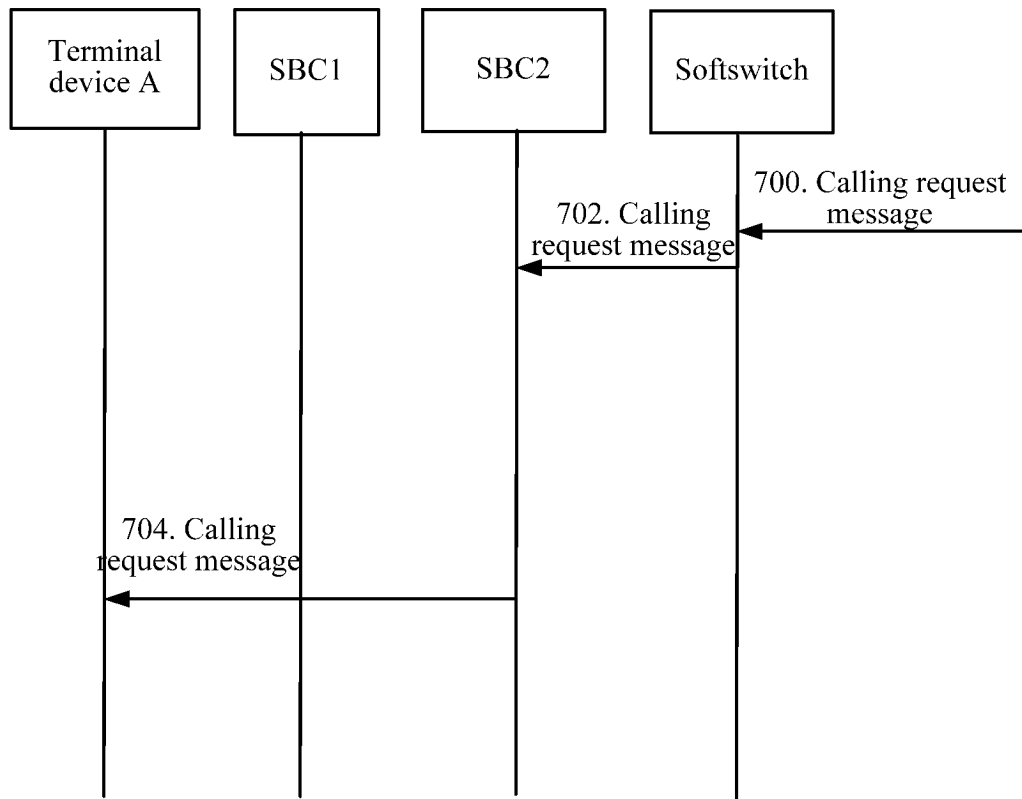 Terminal
device A
SBC1
SBC2
Softswitch
700. Calling request
message
702. Calling
request message
704. Calling
request message